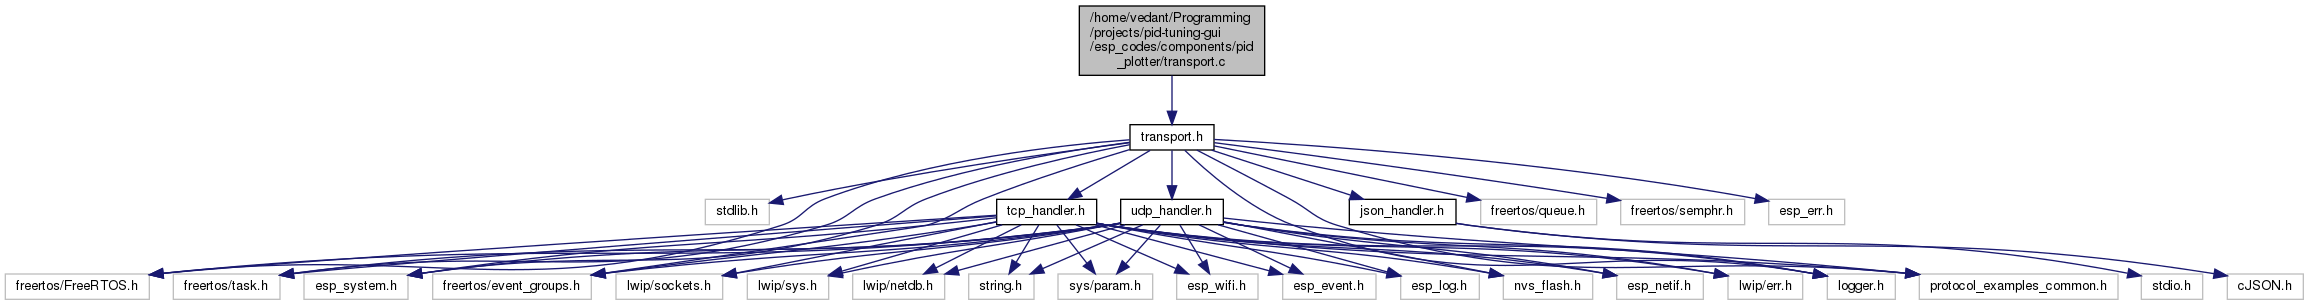 /home/vedant/Programming
/projects/pid-tuning-gui
/esp_codes/components/pid
_plotter/transport.c
transport.h
stdlib.h
tcp_handler.h
udp_handler.h
json_handler.h
freertos/queue.h
freertos/semphr.h
esp_err.h
freertos/FreeRTOS.h
freertos/task.h
esp_system.h
freertos/event_groups.h
lwip/sockets.h
lwip/sys.h
lwip/netdb.h
string.h
sys/param.h
esp_wifi.h
esp_event.h
esp_log.h
nvs_flash.h
esp_netif.h
lwip/err.h
logger.h
protocol_examples_common.h
stdio.h
cJSON.h